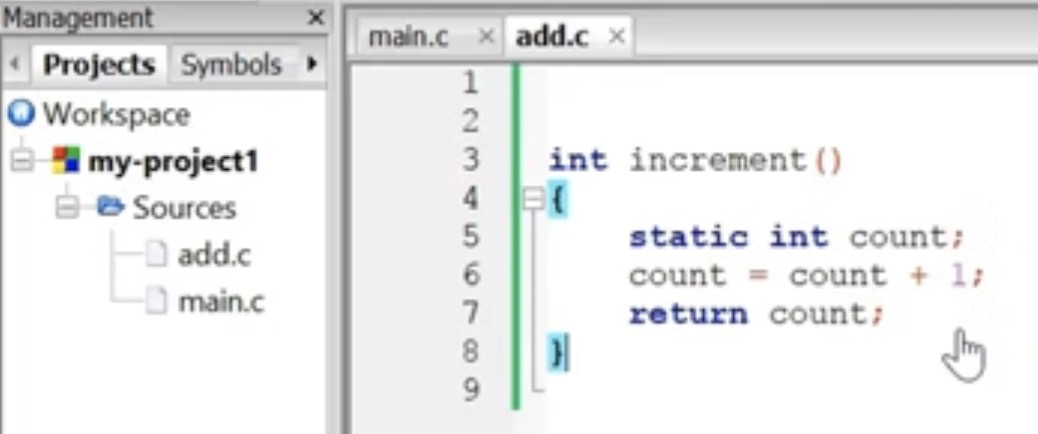 Management
Projects Symbols
Workspace
my-project1
Sources
add.c
main.c
main.c add.c
1
2
3 int increment()
4 {
5 static int count;
6 count = count + 1;
7 return count;
8 }
9